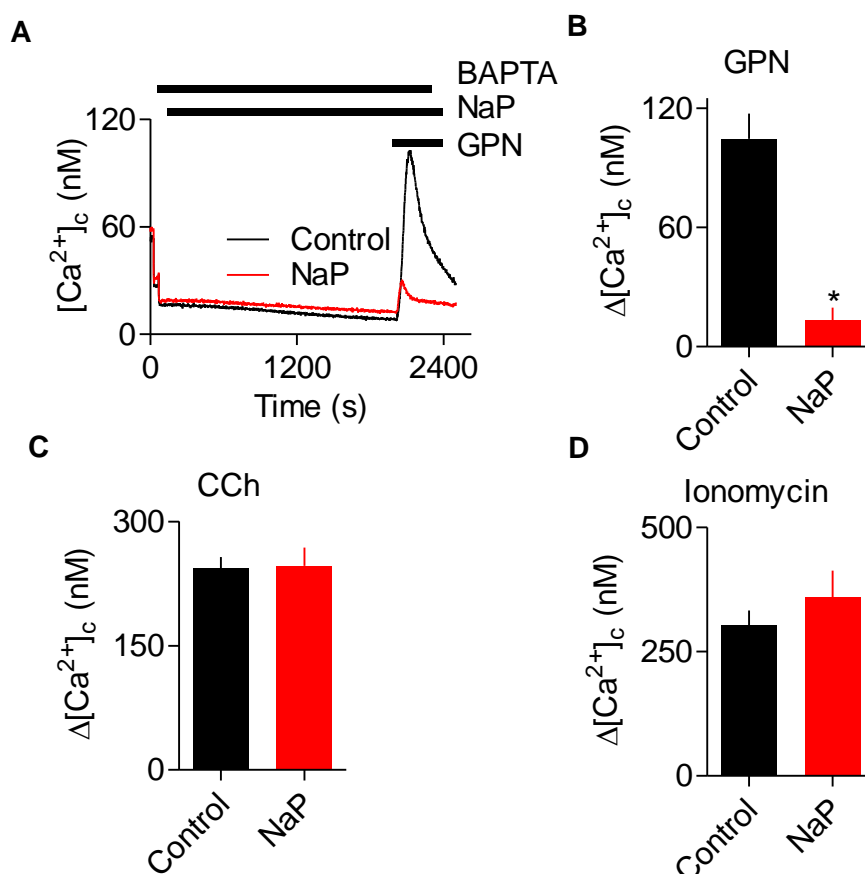 A
BAPTA
NaP
GPN
120
60
0
[Ca²⁺]c (nM)
Control
NaP
0
1200
2400
Time (s)
B
GPN
120
60
0
Δ[Ca²⁺]c (nM)
*
Control
NaP
C
CCh
300
150
0
Δ[Ca²⁺]c (nM)
Control
NaP
D
Ionomycin
500
250
0
Δ[Ca²⁺]c (nM)
Control
NaP